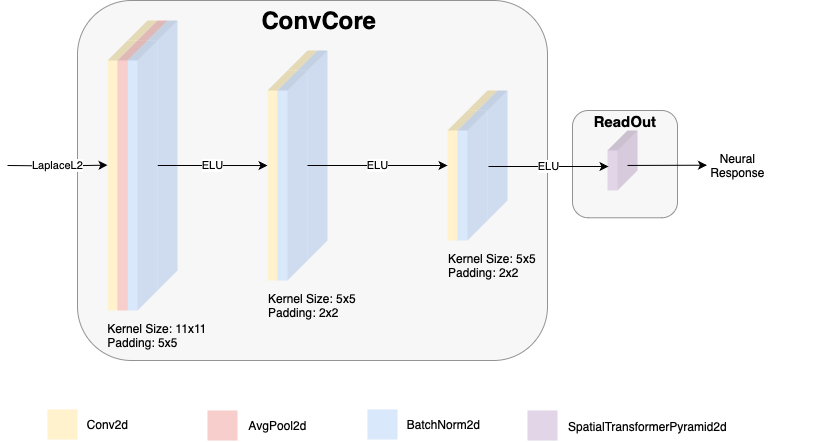 ConvCore
ReadOut
LaplaceL2
ELU
ELU
ELU
Neural
Response
Kernel Size: 11x11
Padding: 5x5
Kernel Size: 5x5
Padding: 2x2
Kernel Size: 5x5
Padding: 2x2
Conv2d
AvgPool2d
BatchNorm2d
SpatialTransformerPyramid2d